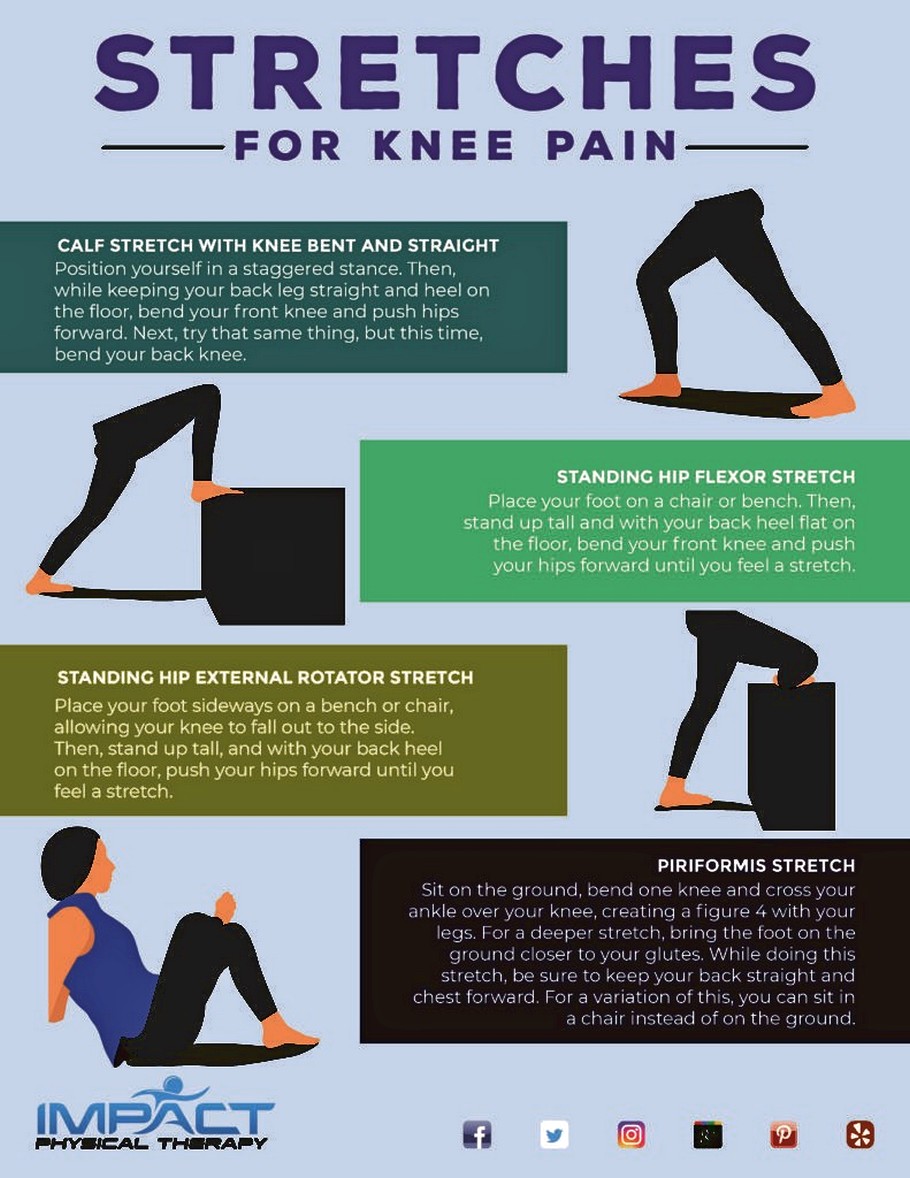 STRETCHES
FOR KNEE PAIN
CALF STRETCH WITH KNEE BENT AND STRAIGHT
Position yourself in a staggered stance. Then,
while keeping your back leg straight and heel on
the floor, bend your front knee and push hips
forward. Next, try that same thing, but this time,
bend your back knee.
STANDING HIP FLEXOR STRETCH
Place your foot on a chair or bench. Then,
stand up tall and with your back heel flat on
the floor, bend your front knee and push
your hips forward until you feel a stretch.
STANDING HIP EXTERNAL ROTATOR STRETCH
Place your foot sideways on a bench or chair,
allowing your knee to fall out to the side.
Then, stand up tall, and with your back heel
on the floor, push your hips forward until you
feel a stretch.
PIRIFORMIS STRETCH
Sit on the ground, bend one knee and cross your
ankle over your knee, creating a figure 4 with your
legs. For a deeper stretch, bring the foot on the
ground closer to your glutes. While doing this
stretch, be sure to keep your back straight and
chest forward. For a variation of this, you can sit in
a chair instead of on the ground.
IMPACT
PHYSICAL THERAPY